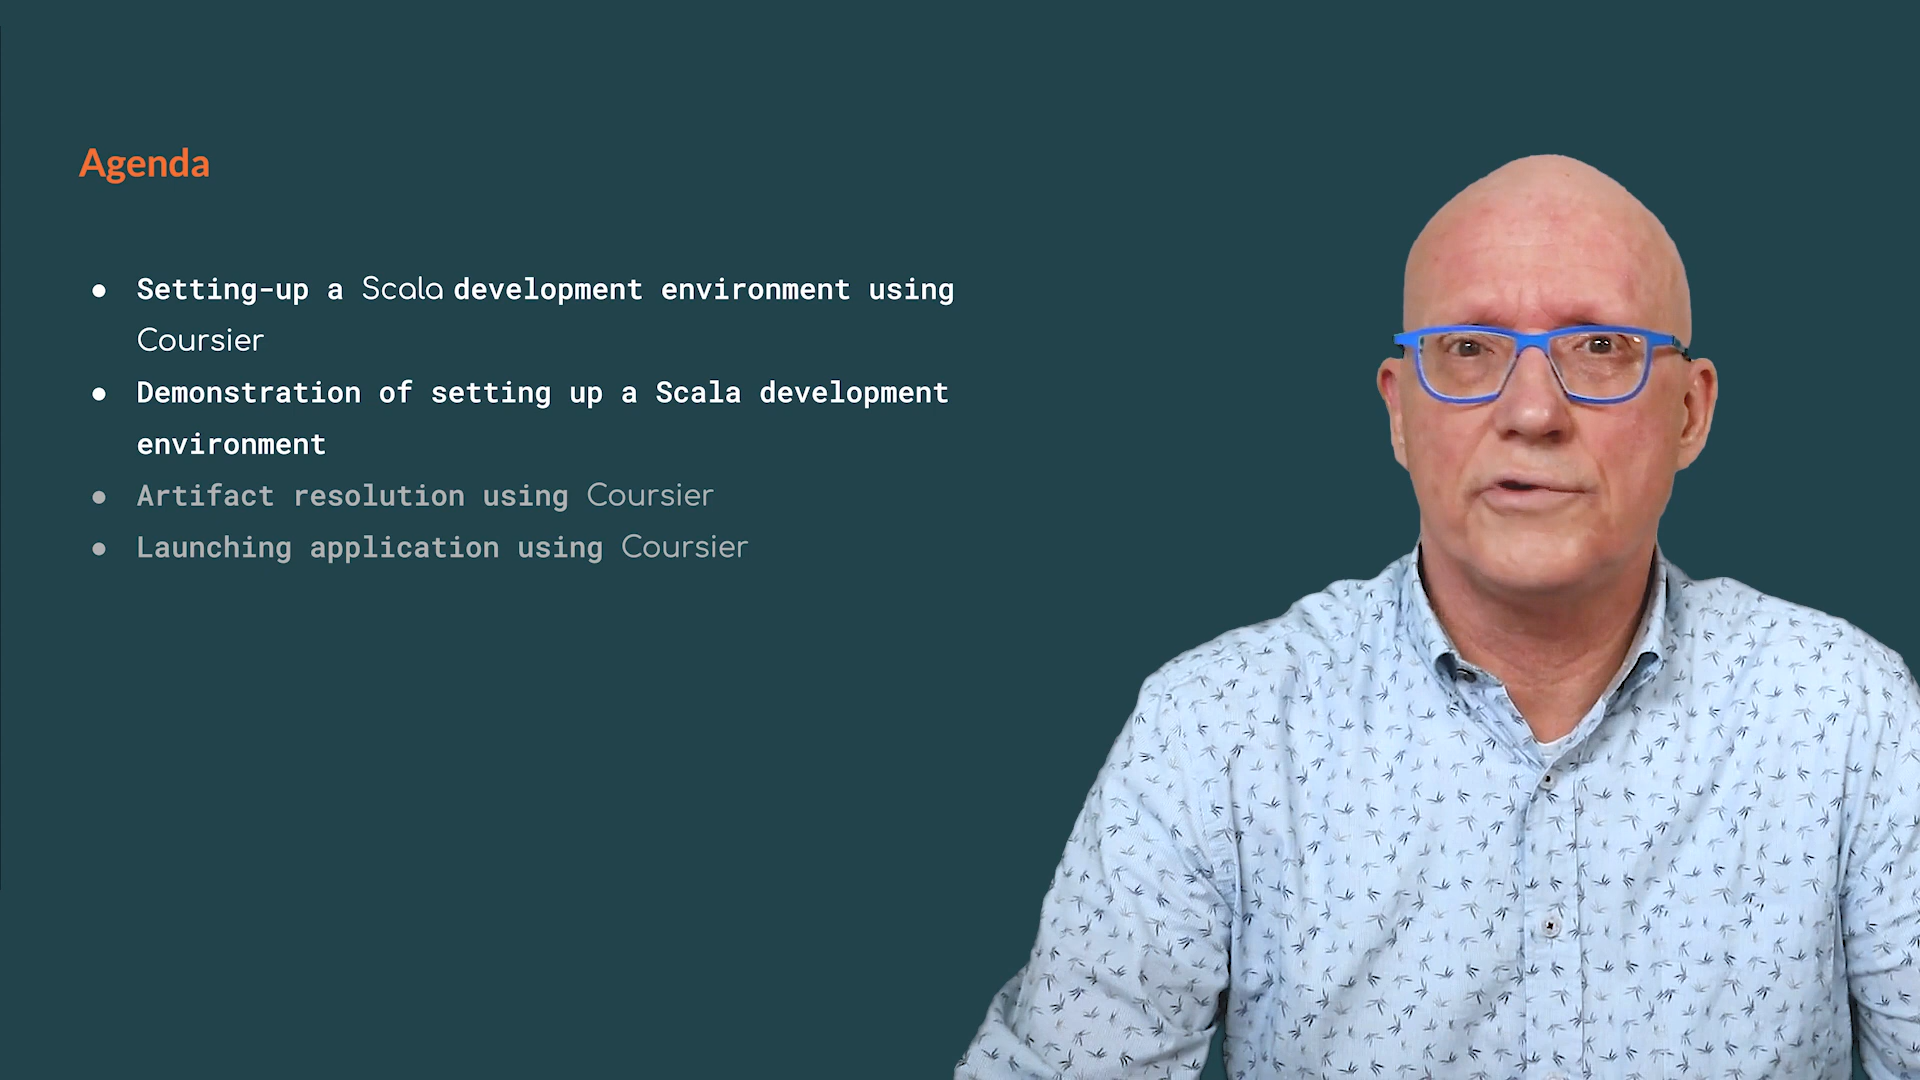 Agenda
● Setting-up a Scala development environment using
Coursier
● Demonstration of setting up a Scala development
environment
● Artifact resolution using Coursier
● Launching application using Coursier